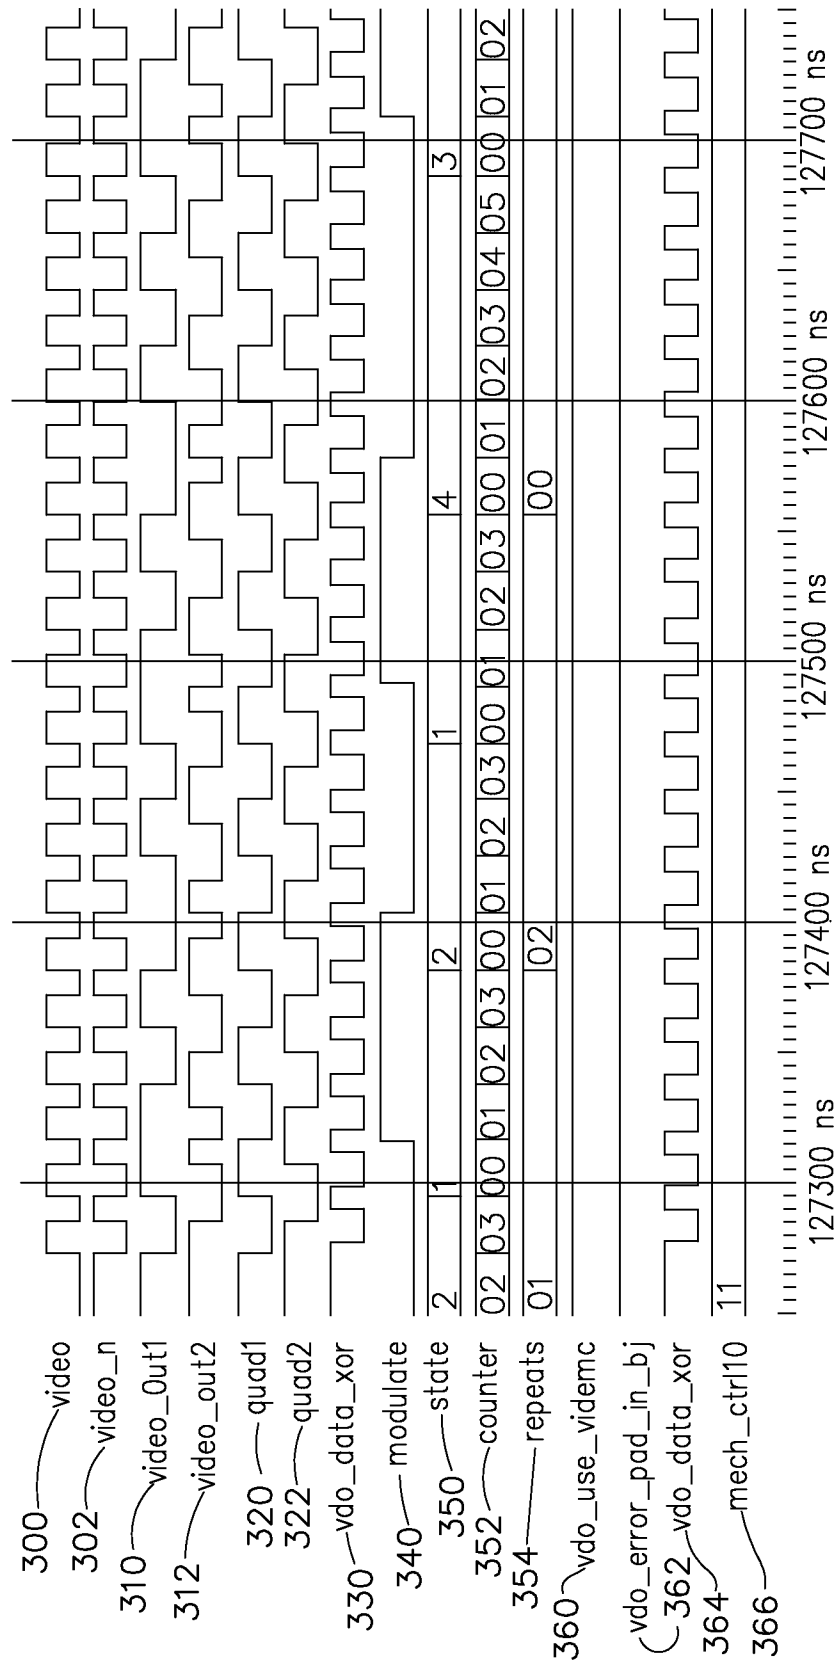 300 video
302 video_n
310 video_0ut1
312 video_out2
320 quad1
322 quad2
330 vdo_data_xor
340 modulate
350 state 2 1 2 1 4 3
352 counter 02 03 00 01 02 03 00 01 02 03 00 01 02 03 00 01 02 03 04 05 00 01 02
354 repeats 01 02 00
360 vdo_use_videmc
362 vdo_error_pad_in_bj
364 vdo_data_xor
366 mech_ctrl10 11
127300 ns 127400 ns 127500 ns 127600 ns 127700 ns